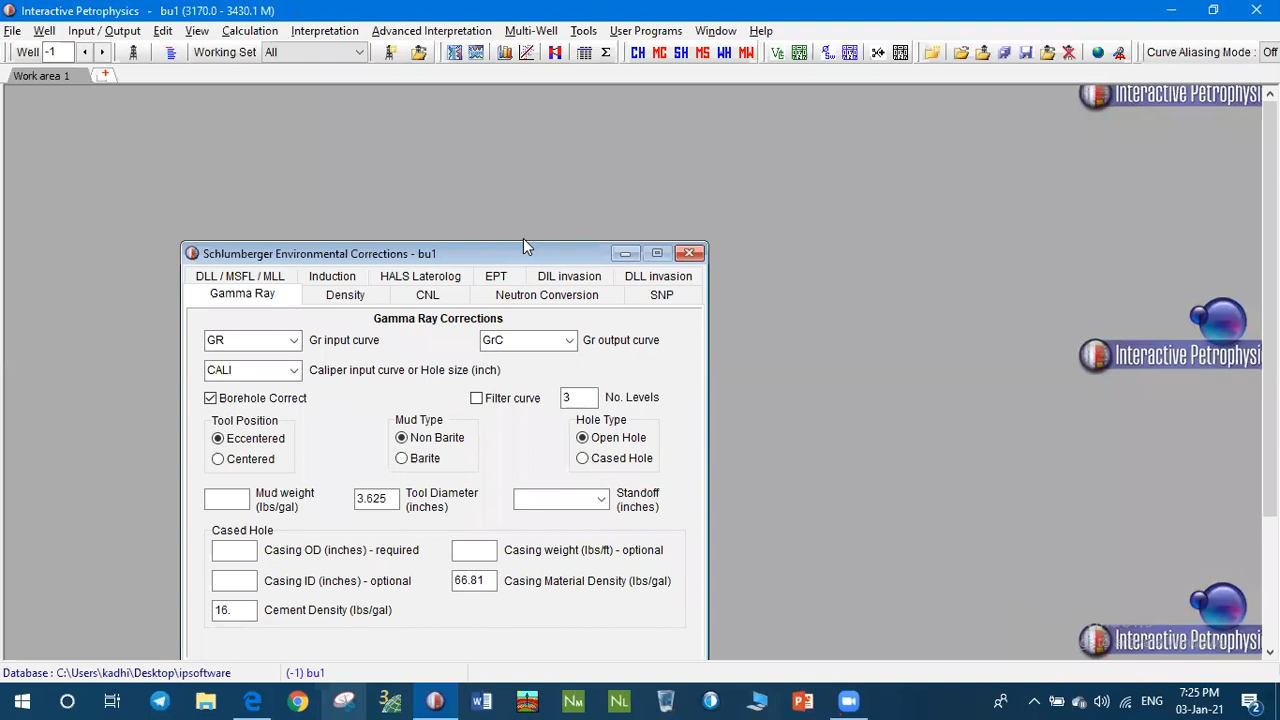 Interactive Petrophysics - bu1 (3170.0 - 3430.1 M)
File Well Input / Output Edit View Calculation Interpretation Advanced Interpretation Multi-Well Tools User Programs Window Help
Well -1 Working Set All CH MC SH MS WH MW Curve Aliasing Mode : Off
Work area 1
Interactive Petrophysi
Schlumberger Environmental Corrections - bu1
DLL / MSFL / MLL Induction HALS Laterolog EPT DIL invasion DLL invasion
Gamma Ray Density CNL Neutron Conversion SNP
Gamma Ray Corrections
GR Gr input curve GrC Gr output curve
Interactive Petrophysi
CALI Caliper input curve or Hole size (inch)
Borehole Correct Filter curve 3 No. Levels
Tool Position Mud Type Hole Type
Eccentered Non Barite Open Hole
Centered Barite Cased Hole
Mud weight (lbs/gal) 3.625 Tool Diameter (inches) Standoff (inches)
Cased Hole
Casing OD (inches) - required Casing weight (lbs/ft) - optional
Casing ID (inches) - optional 66.81 Casing Material Density (lbs/gal)
16. Cement Density (lbs/gal)
Interactive Petrophysi
Database : C:\Users\kadhi\Desktop\ipsoftware (-1) bu1
ENG 7:25 PM
03-Jan-21 2